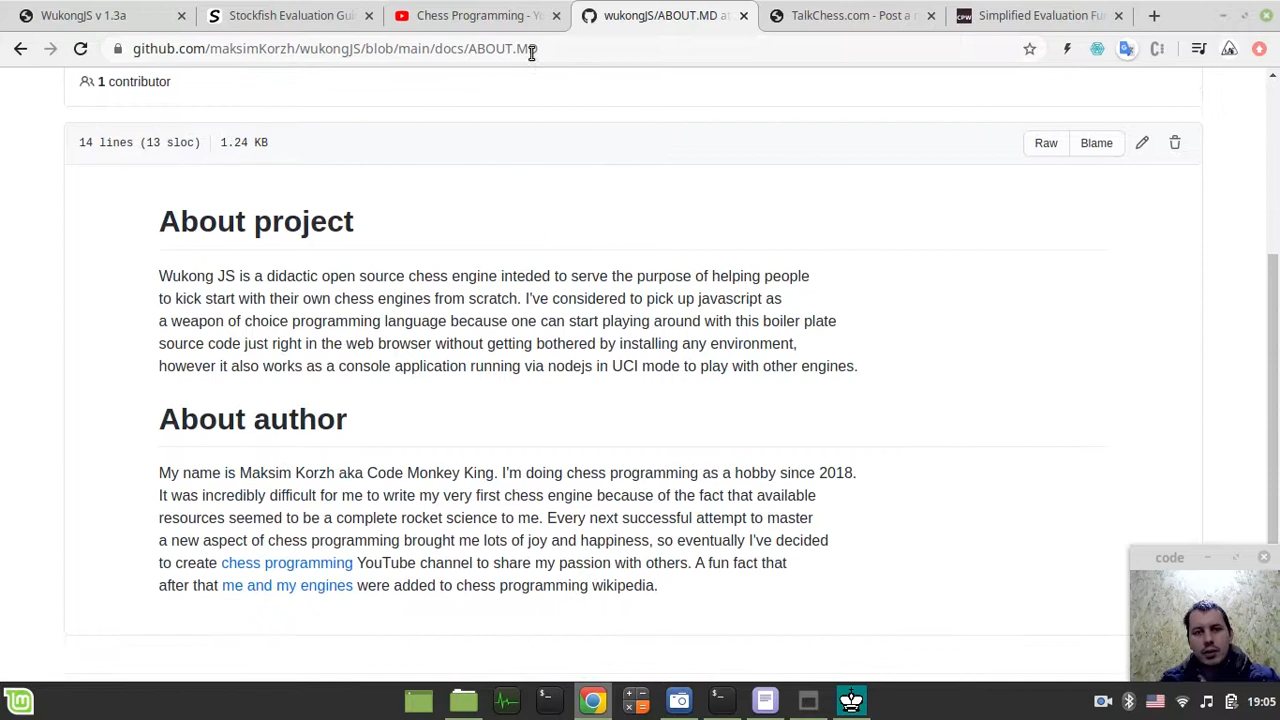 WukongJS v 1.3a
Stockfish Evaluation Gui
Chess Programming - Y
wukongJS/ABOUT.MD a
TalkChess.com - Post a r
Simplified Evaluation Fu
github.com/maksimKorzh/wukongJS/blob/main/docs/ABOUT.MD
1 contributor
14 lines (13 sloc) 1.24 KB
Raw
Blame
About project
Wukong JS is a didactic open source chess engine inteded to serve the purpose of helping people
to kick start with their own chess engines from scratch. I've considered to pick up javascript as
a weapon of choice programming language because one can start playing around with this boiler plate
source code just right in the web browser without getting bothered by installing any environment,
however it also works as a console application running via nodejs in UCI mode to play with other engines.
About author
My name is Maksim Korzh aka Code Monkey King. I'm doing chess programming as a hobby since 2018.
It was incredibly difficult for me to write my very first chess engine because of the fact that available
resources seemed to be a complete rocket science to me. Every next successful attempt to master
a new aspect of chess programming brought me lots of joy and happiness, so eventually I've decided
to create chess programming YouTube channel to share my passion with others. A fun fact that
after that me and my engines were added to chess programming wikipedia.
code
19:05